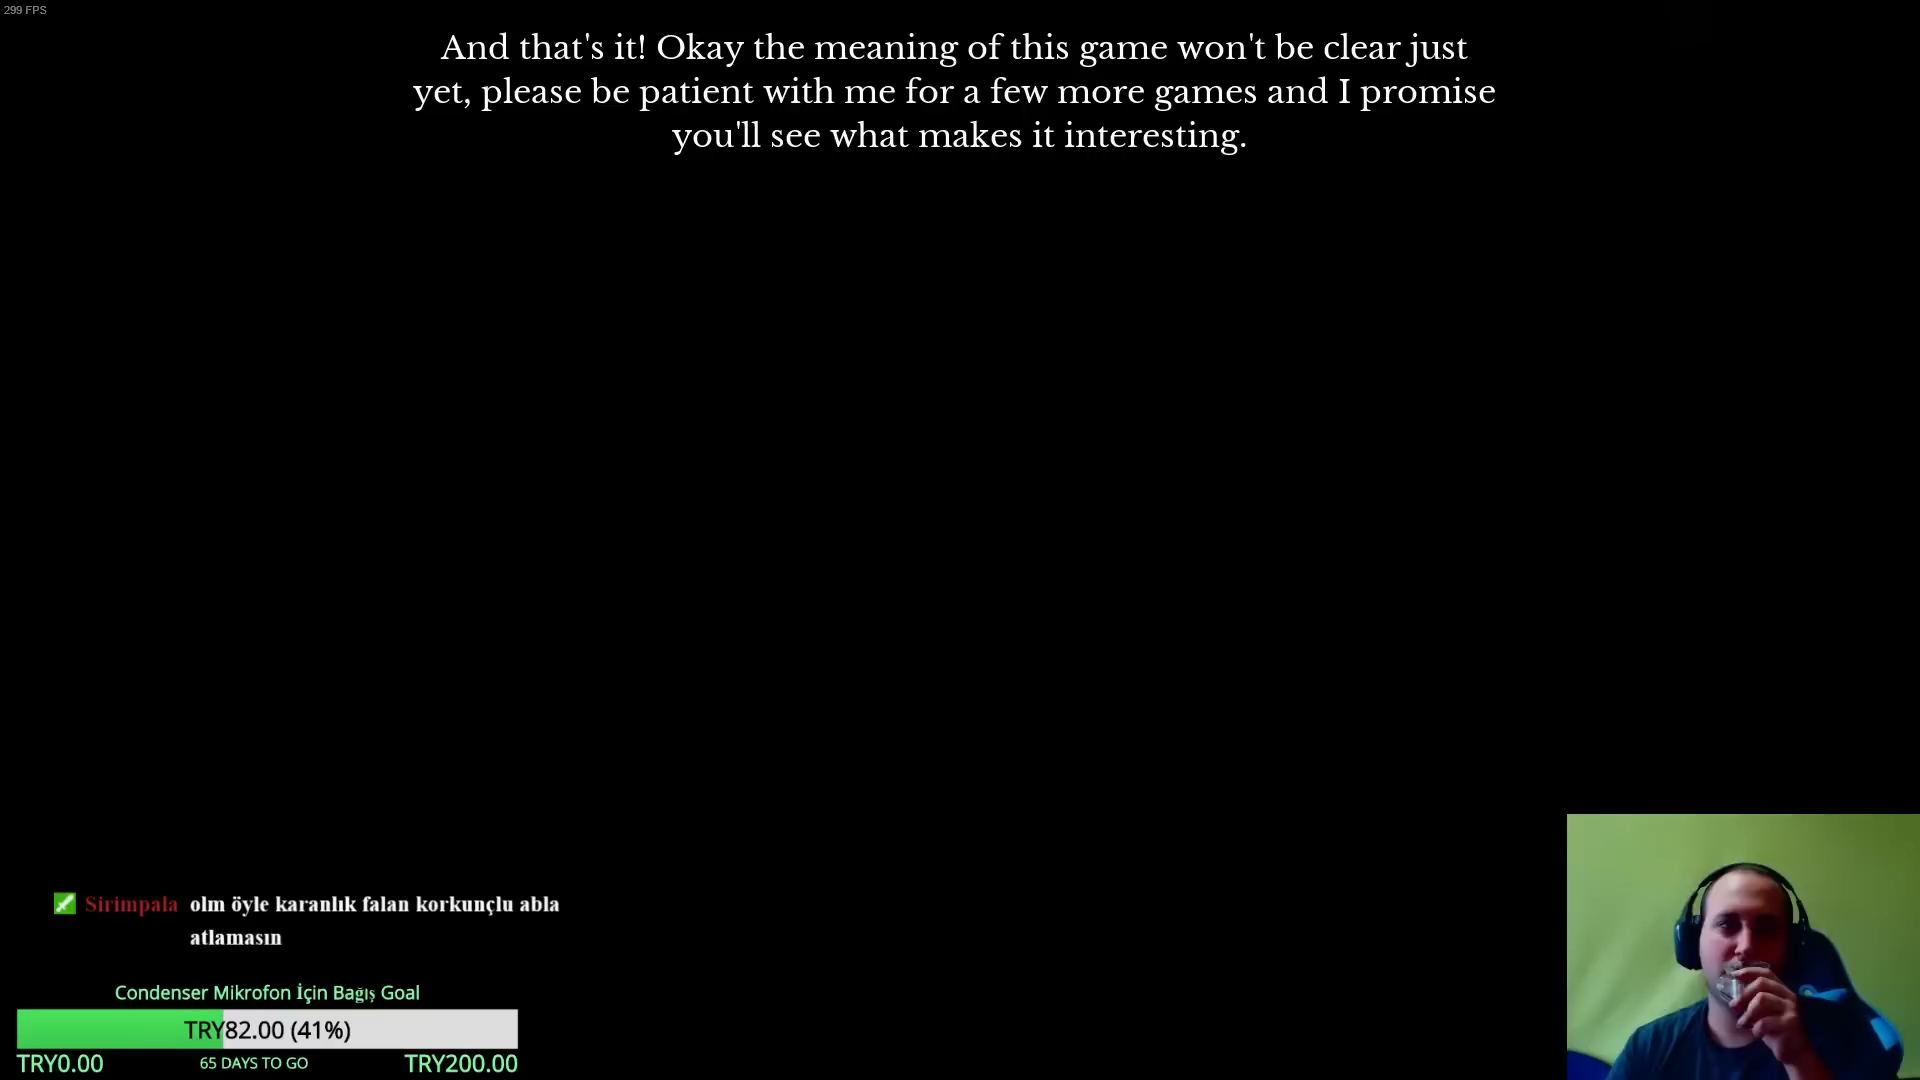 299 FPS
And that's it! Okay the meaning of this game won't be clear just
yet, please be patient with me for a few more games and I promise
you'll see what makes it interesting.
Sirimpala olm öyle karanlık falan korkunçlu abla
atlamasın
Condenser Mikrofon İçin Bağış Goal
TRY82.00 (41%)
TRY0.00 65 DAYS TO GO TRY200.00